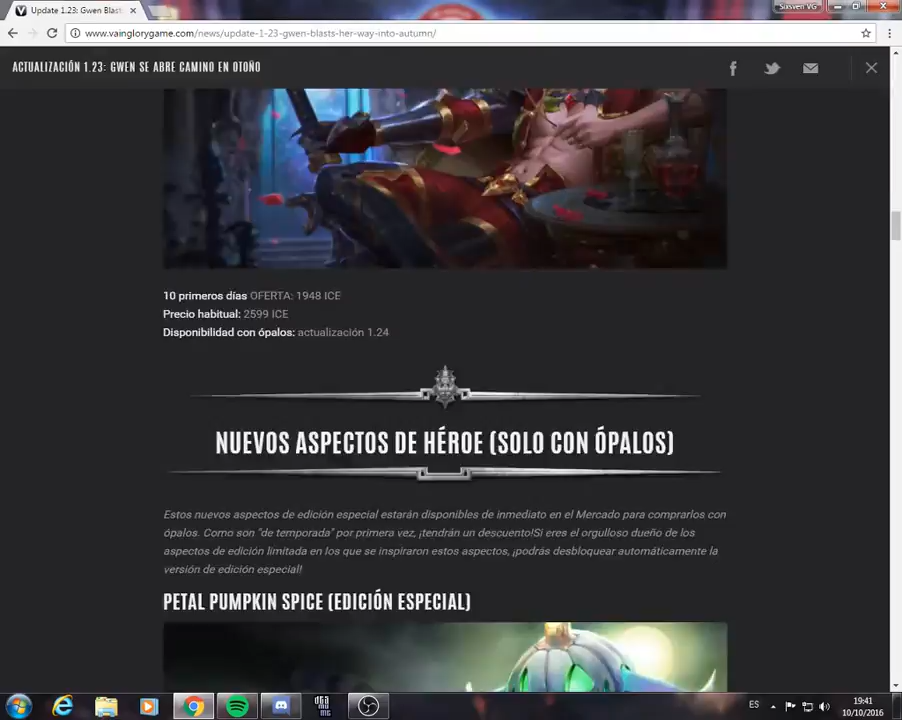 Update 1.23: Gwen Blast
Sixsven VG
www.vainglorygame.com/news/update-1-23-gwen-blasts-her-way-into-autumn/
ACTUALIZACIÓN 1.23: GWEN SE ABRE CAMINO EN OTOÑO
10 primeros días OFERTA: 1948 ICE
Precio habitual: 2599 ICE
Disponibilidad con ópalos: actualización 1.24
NUEVOS ASPECTOS DE HÉROE (SOLO CON ÓPALOS)
Estos nuevos aspectos de edición especial estarán disponibles de inmediato en el Mercado para comprarlos con
ópalos. Como son "de temporada" por primera vez, ¡tendrán un descuento!Si eres el orgulloso dueño de los
aspectos de edición limitada en los que se inspiraron estos aspectos, ¡podrás desbloquear automáticamente la
versión de edición especial!
PETAL PUMPKIN SPICE (EDICIÓN ESPECIAL)
ES
19:41
10/10/2016